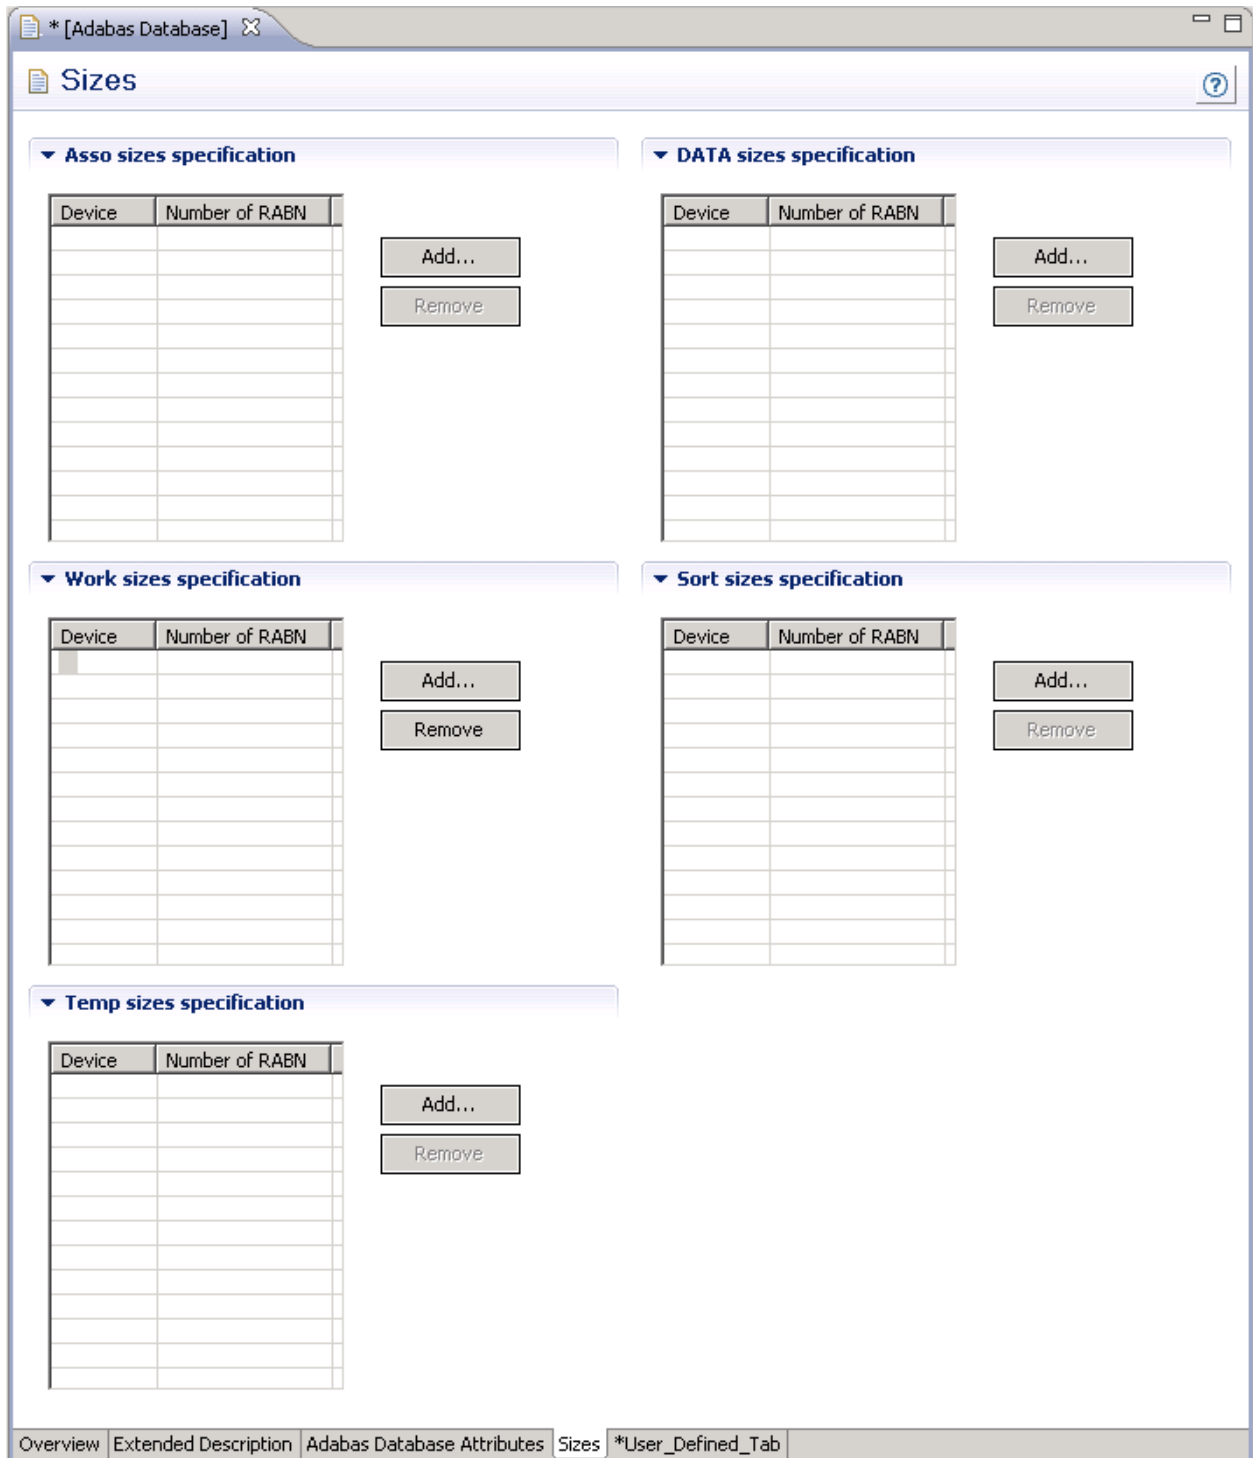 * [Adabas Database]
Sizes
Asso sizes specification
Device Number of RABN
Add...
Remove
DATA sizes specification
Device Number of RABN
Add...
Remove
Work sizes specification
Device Number of RABN
Add...
Remove
Sort sizes specification
Device Number of RABN
Add...
Remove
Temp sizes specification
Device Number of RABN
Add...
Remove
Overview Extended Description Adabas Database Attributes Sizes *User_Defined_Tab